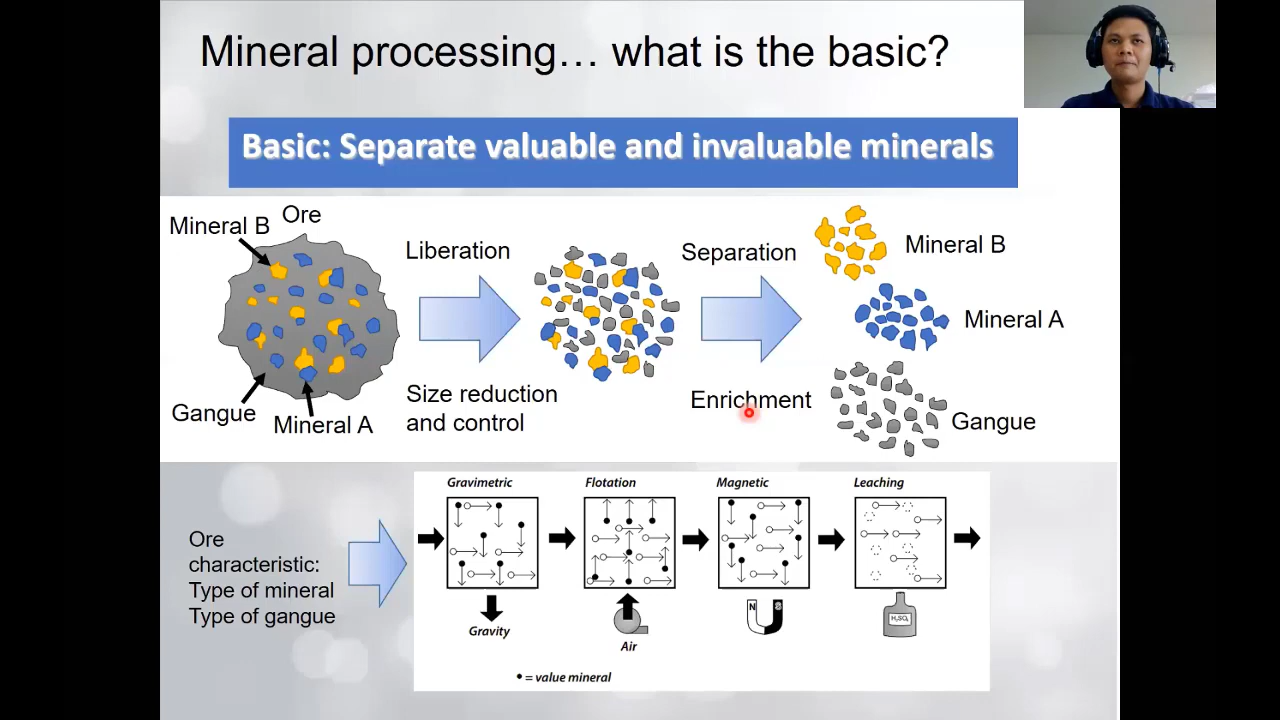 Mineral processing… what is the basic?
Basic: Separate valuable and invaluable minerals
Mineral B
Ore
Gangue
Mineral A
Liberation
Size reduction
and control
Separation
Enrichment
Mineral B
Mineral A
Gangue
Ore
characteristic:
Type of mineral
Type of gangue
Gravimetric
Flotation
Magnetic
Leaching
Gravity
Air
N
S
H₂SO₄
• = value mineral